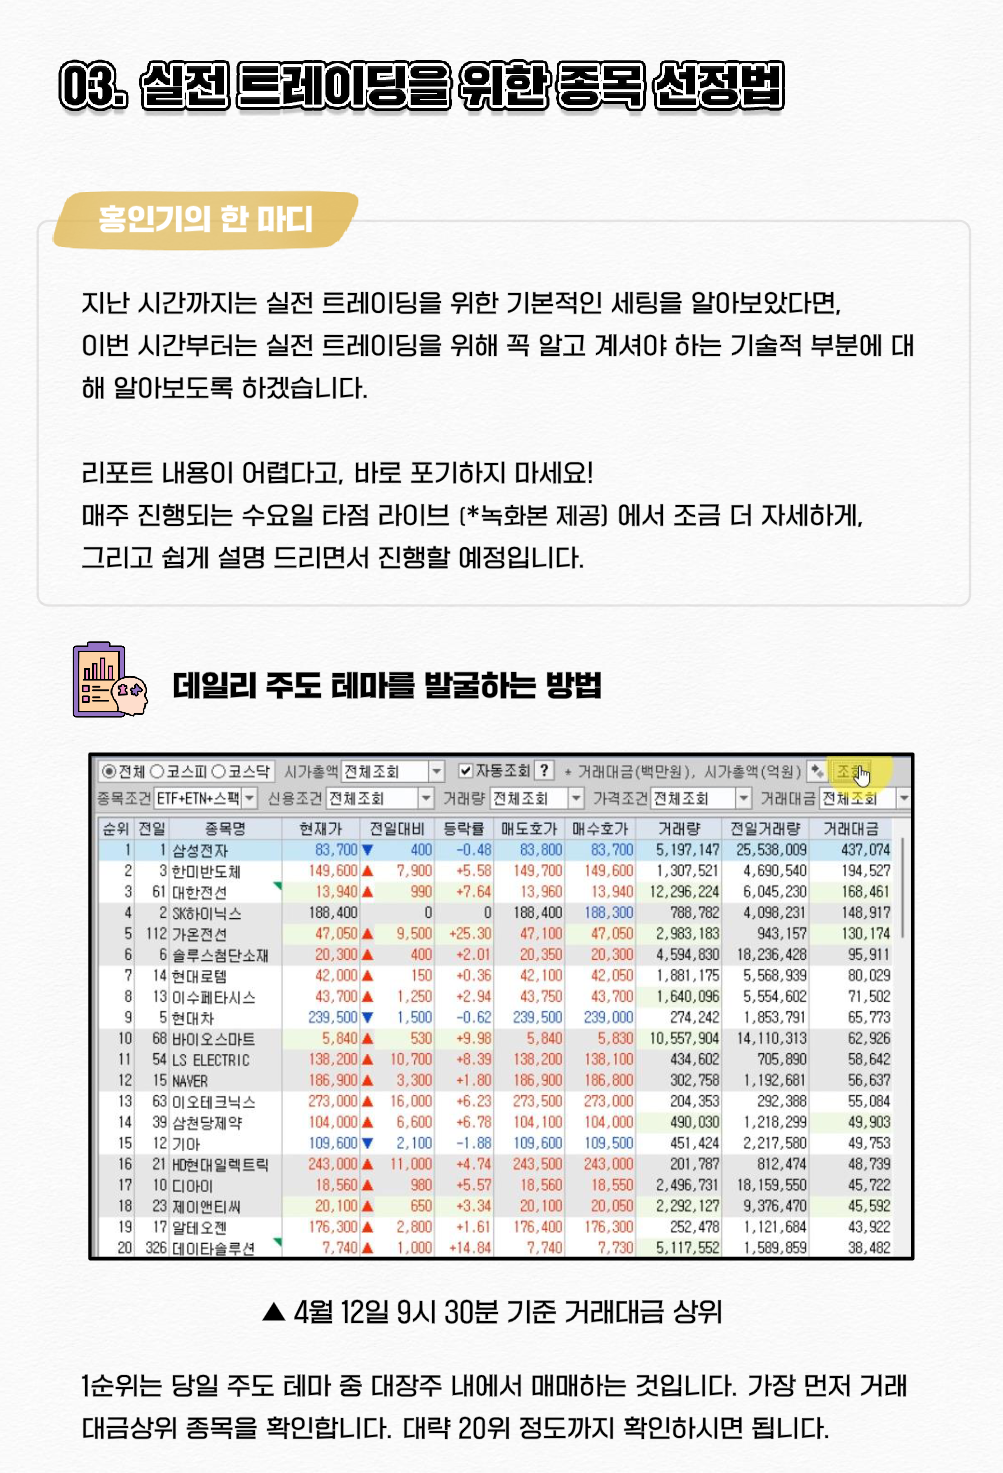 03. 실전 트레이딩을 위한 종목 선정법
홍인기의 한 마디
지난 시간까지는 실전 트레이딩을 위한 기본적인 세팅을 알아보았다면,
이번 시간부터는 실전 트레이딩을 위해 꼭 알고 계셔야 하는 기술적 부분에 대
해 알아보도록 하겠습니다.
리포트 내용이 어렵다고, 바로 포기하지 마세요!
매주 진행되는 수요일 타점 라이브 (*녹화본 제공) 에서 조금 더 자세하게,
그리고 쉽게 설명 드리면서 진행할 예정입니다.
데일리 주도 테마를 발굴하는 방법
전체 코스피 코스닥 시가총액 전체조회 자동조회 ? * 거래대금(백만원), 시가총액(억원) 조회
종목조건 ETF+ETN+스팩 신용조건 전체조회 거래량 전체조회 가격조건 전체조회 거래대금 전체조회
순위 전일 종목명 현재가 전일대비 등락률 매도호가 매수호가 거래량 전일거래량 거래대금
1 1 삼성전자 83,700 ▼ 400 -0.48 83,800 83,700 5,197,147 25,538,009 437,074
2 3 한미반도체 149,600 ▲ 7,900 +5.58 149,700 149,600 1,307,521 4,690,540 194,527
3 61 대한전선 13,940 ▲ 990 +7.64 13,960 13,940 12,296,224 6,045,230 168,461
4 2 SK하이닉스 188,400 0 0 188,400 188,300 788,782 4,098,231 148,917
5 112 가온전선 47,050 ▲ 9,500 +25.30 47,100 47,050 2,983,183 943,157 130,174
6 6 솔루스첨단소재 20,300 ▲ 400 +2.01 20,350 20,300 4,594,830 18,236,428 95,911
7 14 현대로템 42,000 ▲ 150 +0.36 42,100 42,050 1,881,175 5,568,939 80,029
8 13 이수페타시스 43,700 ▲ 1,250 +2.94 43,750 43,700 1,640,096 5,554,602 71,502
9 5 현대차 239,500 ▼ 1,500 -0.62 239,500 239,000 274,242 1,853,791 65,773
10 68 바이오스마트 5,840 ▲ 530 +9.98 5,840 5,830 10,557,904 14,110,313 62,926
11 54 LS ELECTRIC 138,200 ▲ 10,700 +8.39 138,200 138,100 434,602 705,890 58,642
12 15 NAVER 186,900 ▲ 3,300 +1.80 186,900 186,800 302,758 1,192,681 56,637
13 63 이오테크닉스 273,000 ▲ 16,000 +6.23 273,500 273,000 204,353 292,388 55,084
14 39 삼천당제약 104,000 ▲ 6,600 +6.78 104,100 104,000 490,030 1,218,299 49,903
15 12 기아 109,600 ▼ 2,100 -1.88 109,600 109,500 451,424 2,217,580 49,753
16 21 HD현대일렉트릭 243,000 ▲ 11,000 +4.74 243,500 243,000 201,787 812,474 48,739
17 10 디아이 18,560 ▲ 980 +5.57 18,560 18,550 2,496,731 18,159,550 45,722
18 23 제이앤티씨 20,100 ▲ 650 +3.34 20,100 20,050 2,292,127 9,376,470 45,592
19 17 알테오젠 176,300 ▲ 2,800 +1.61 176,400 176,300 252,478 1,121,684 43,922
20 326 데이타솔루션 7,740 ▲ 1,000 +14.84 7,740 7,730 5,117,552 1,589,859 38,482
▲ 4월 12일 9시 30분 기준 거래대금 상위
1순위는 당일 주도 테마 중 대장주 내에서 매매하는 것입니다. 가장 먼저 거래
대금상위 종목을 확인합니다. 대략 20위 정도까지 확인하시면 됩니다.